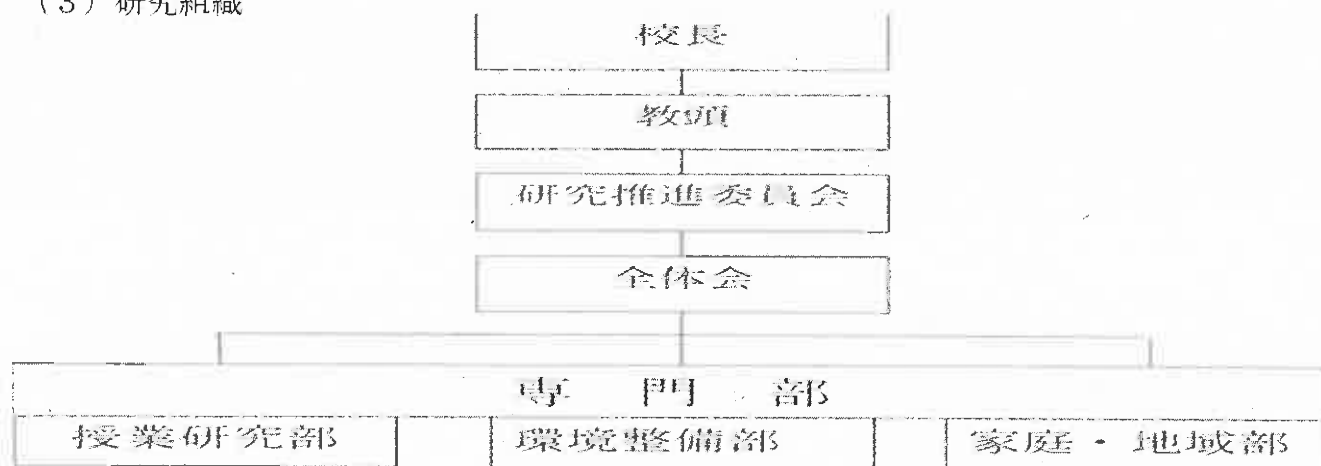 (3)研究組織
校長
教頭
研究推進委員会
全体会
専門部
授業研究部 環境整備部 家庭・地域部